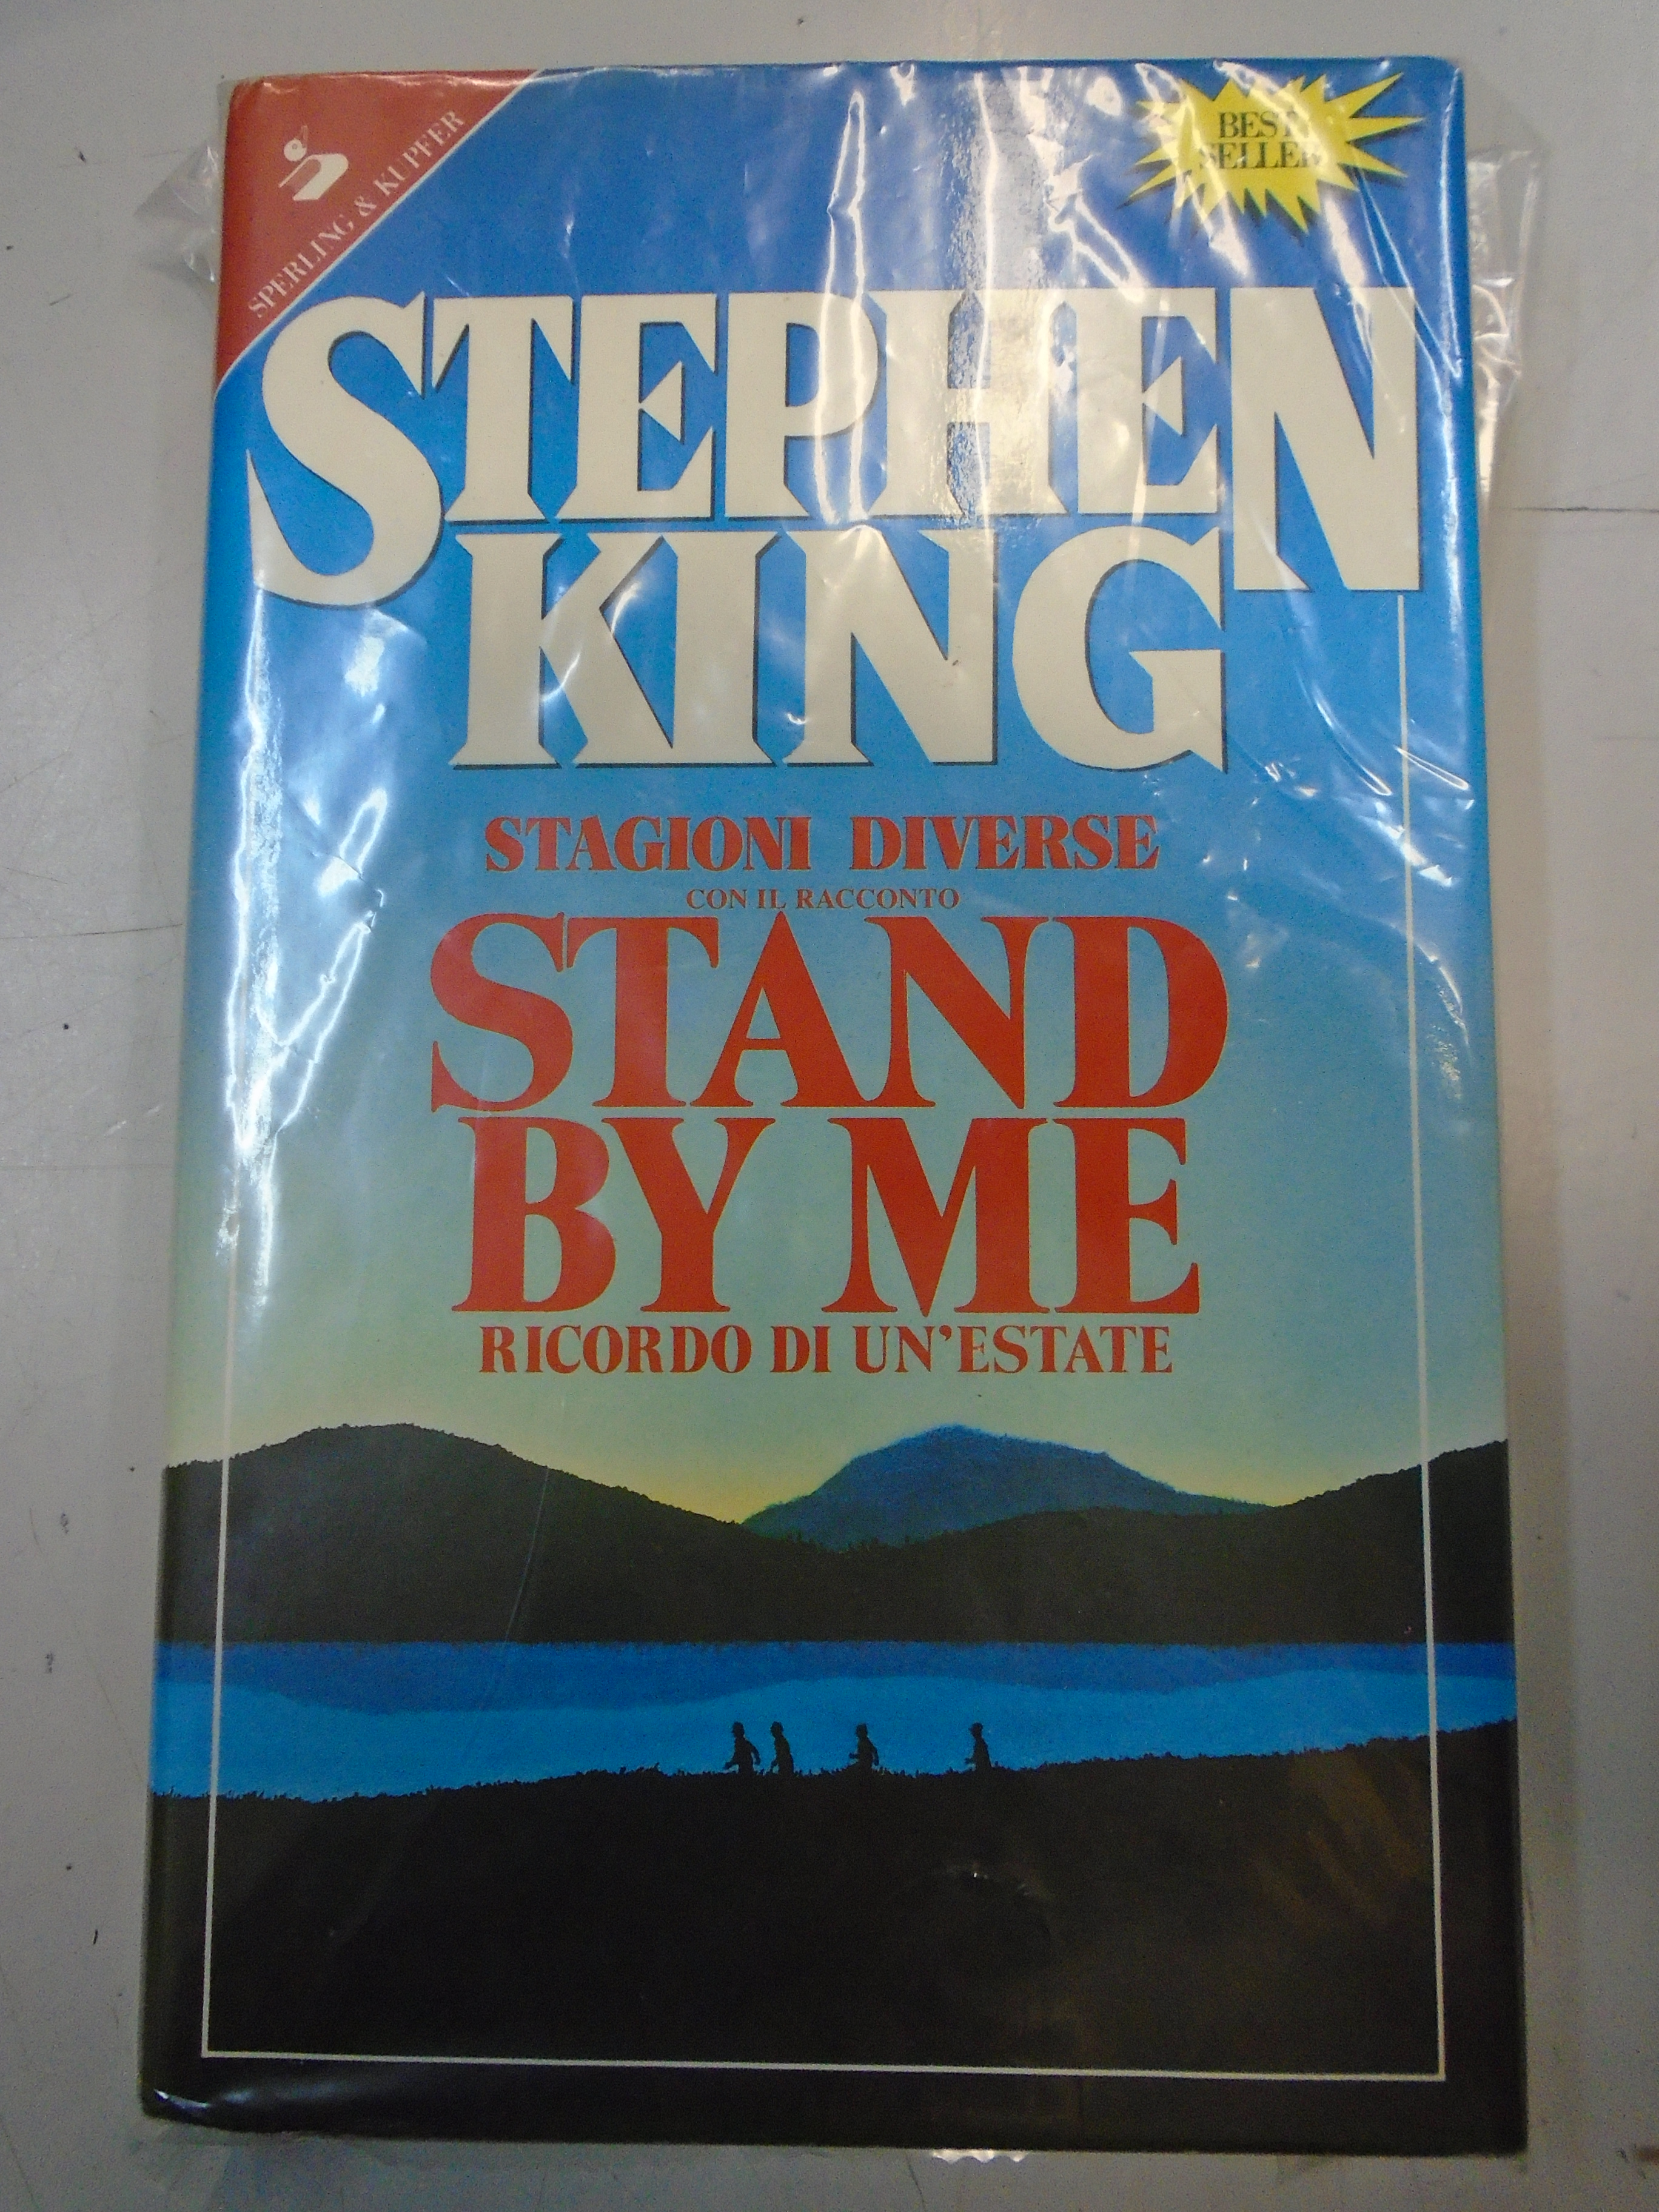 SPERLING & KUPFER
BEST
SELLER
STEPHEN
KING
STAGIONI DIVERSE
CON IL RACCONTO
STAND
BY ME
RICORDO DI UN'ESTATE